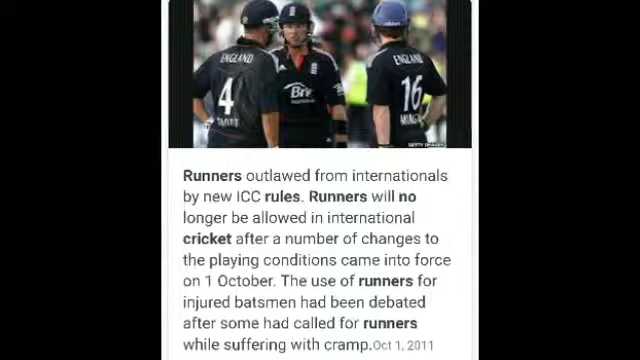 ENGLAND
4
ENGLAND
16
GETTY IMAGES
Runners outlawed from internationals
by new ICC rules. Runners will no
longer be allowed in international
cricket after a number of changes to
the playing conditions came into force
on 1 October. The use of runners for
injured batsmen had been debated
after some had called for runners
while suffering with cramp.Oct 1, 2011